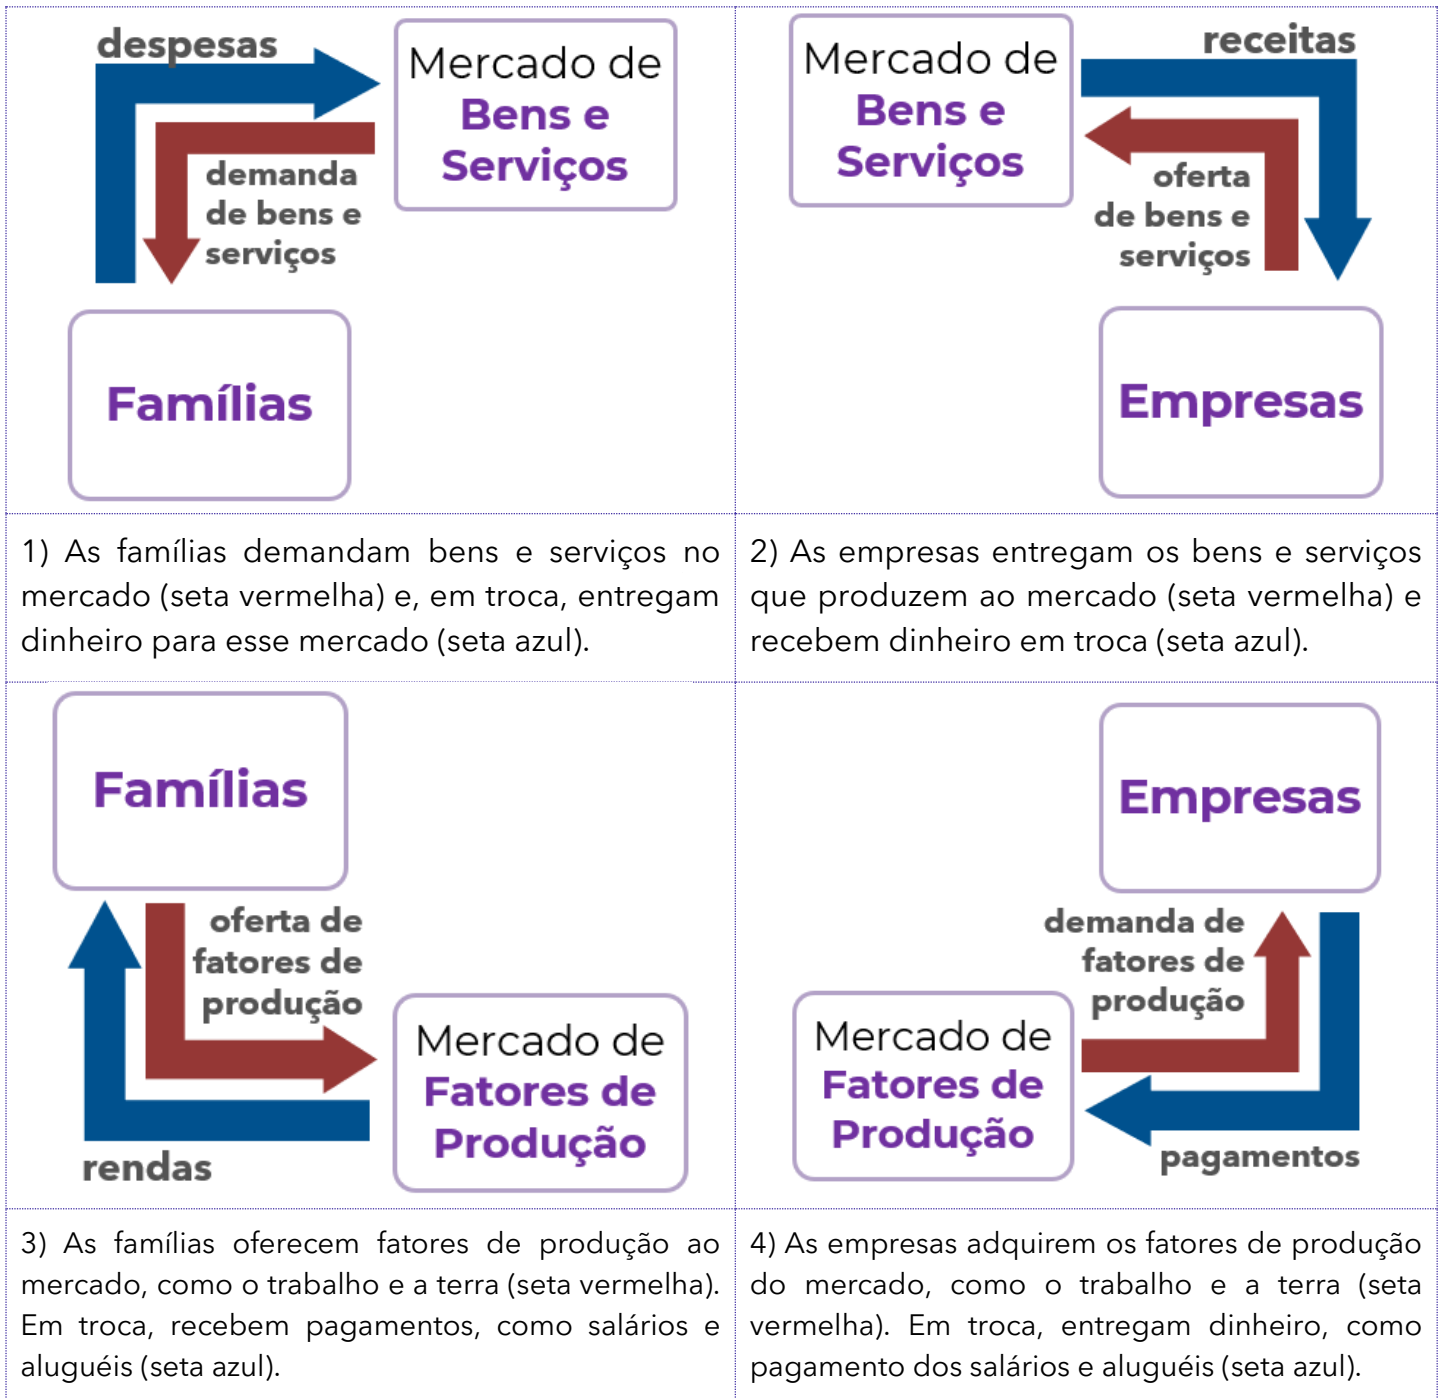 despesas
Mercado de
Bens e
Serviços
demanda
de bens e
serviços
Famílias
Mercado de
Bens e
Serviços
receitas
oferta
de bens e
serviços
Empresas
1) As famílias demandam bens e serviços no
mercado (seta vermelha) e, em troca, entregam
dinheiro para esse mercado (seta azul).
2) As empresas entregam os bens e serviços
que produzem ao mercado (seta vermelha) e
recebem dinheiro em troca (seta azul).
Famílias
oferta de
fatores de
produção
Mercado de
Fatores de
Produção
rendas
Empresas
demanda de
fatores de
produção
Mercado de
Fatores de
Produção
pagamentos
3) As famílias oferecem fatores de produção ao
mercado, como o trabalho e a terra (seta vermelha).
Em troca, recebem pagamentos, como salários e
aluguéis (seta azul).
4) As empresas adquirem os fatores de produção
do mercado, como o trabalho e a terra (seta
vermelha). Em troca, entregam dinheiro, como
pagamento dos salários e aluguéis (seta azul).